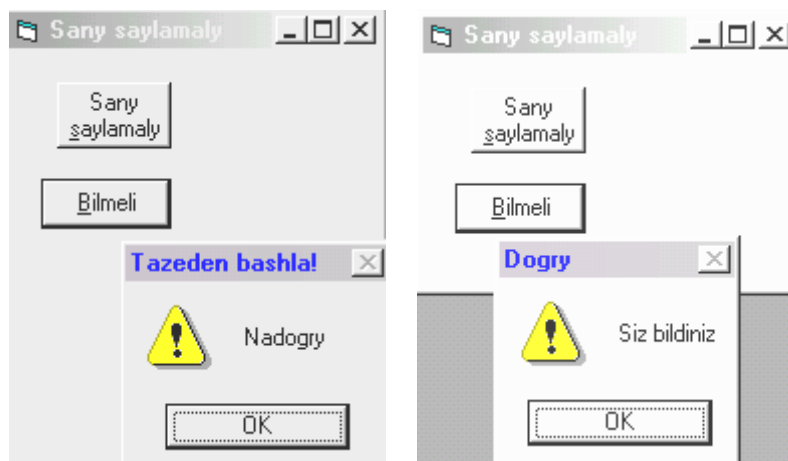 Sany saylamaly
Sany
saylamaly
Bilmeli
Tazeden bashla!
Nadogry
OK
Sany saylamaly
Sany
saylamaly
Bilmeli
Dogry
Siz bildiniz
OK